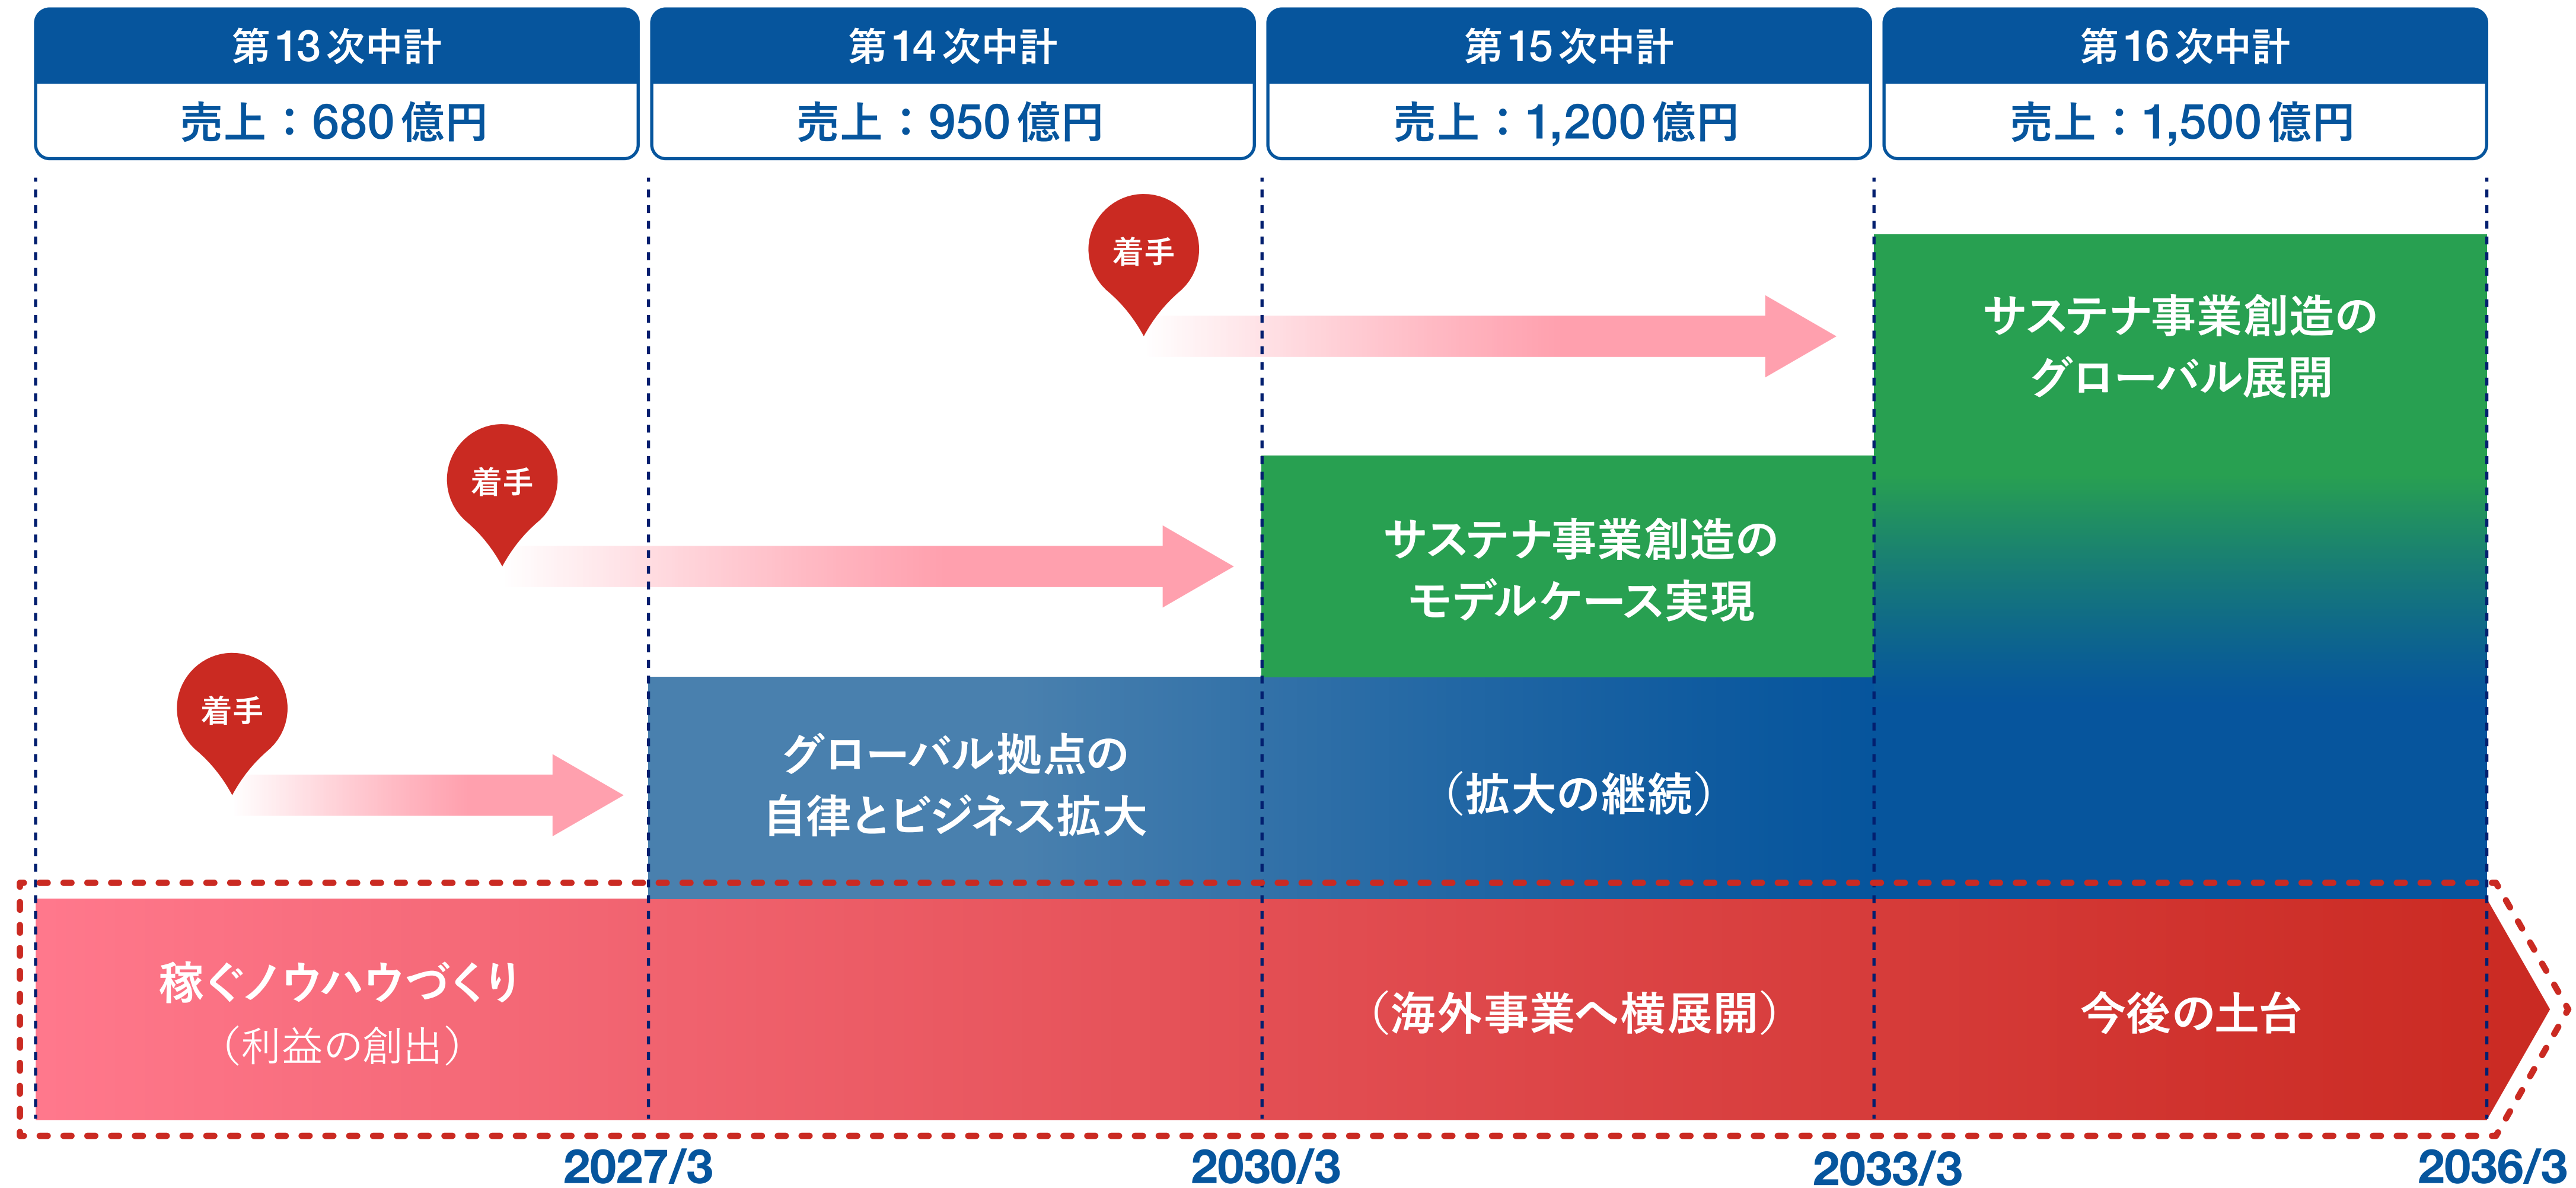 第13次中計
売上：680億円
第14次中計
売上：950億円
第15次中計
売上：1,200億円
第16次中計
売上：1,500億円
着手
サステナ事業創造の
グローバル展開
着手
サステナ事業創造の
モデルケース実現
着手
グローバル拠点の
自律とビジネス拡大
（拡大の継続）
稼ぐノウハウづくり
（利益の創出）
（海外事業へ横展開）
今後の土台
2027/3
2030/3
2033/3
2036/3